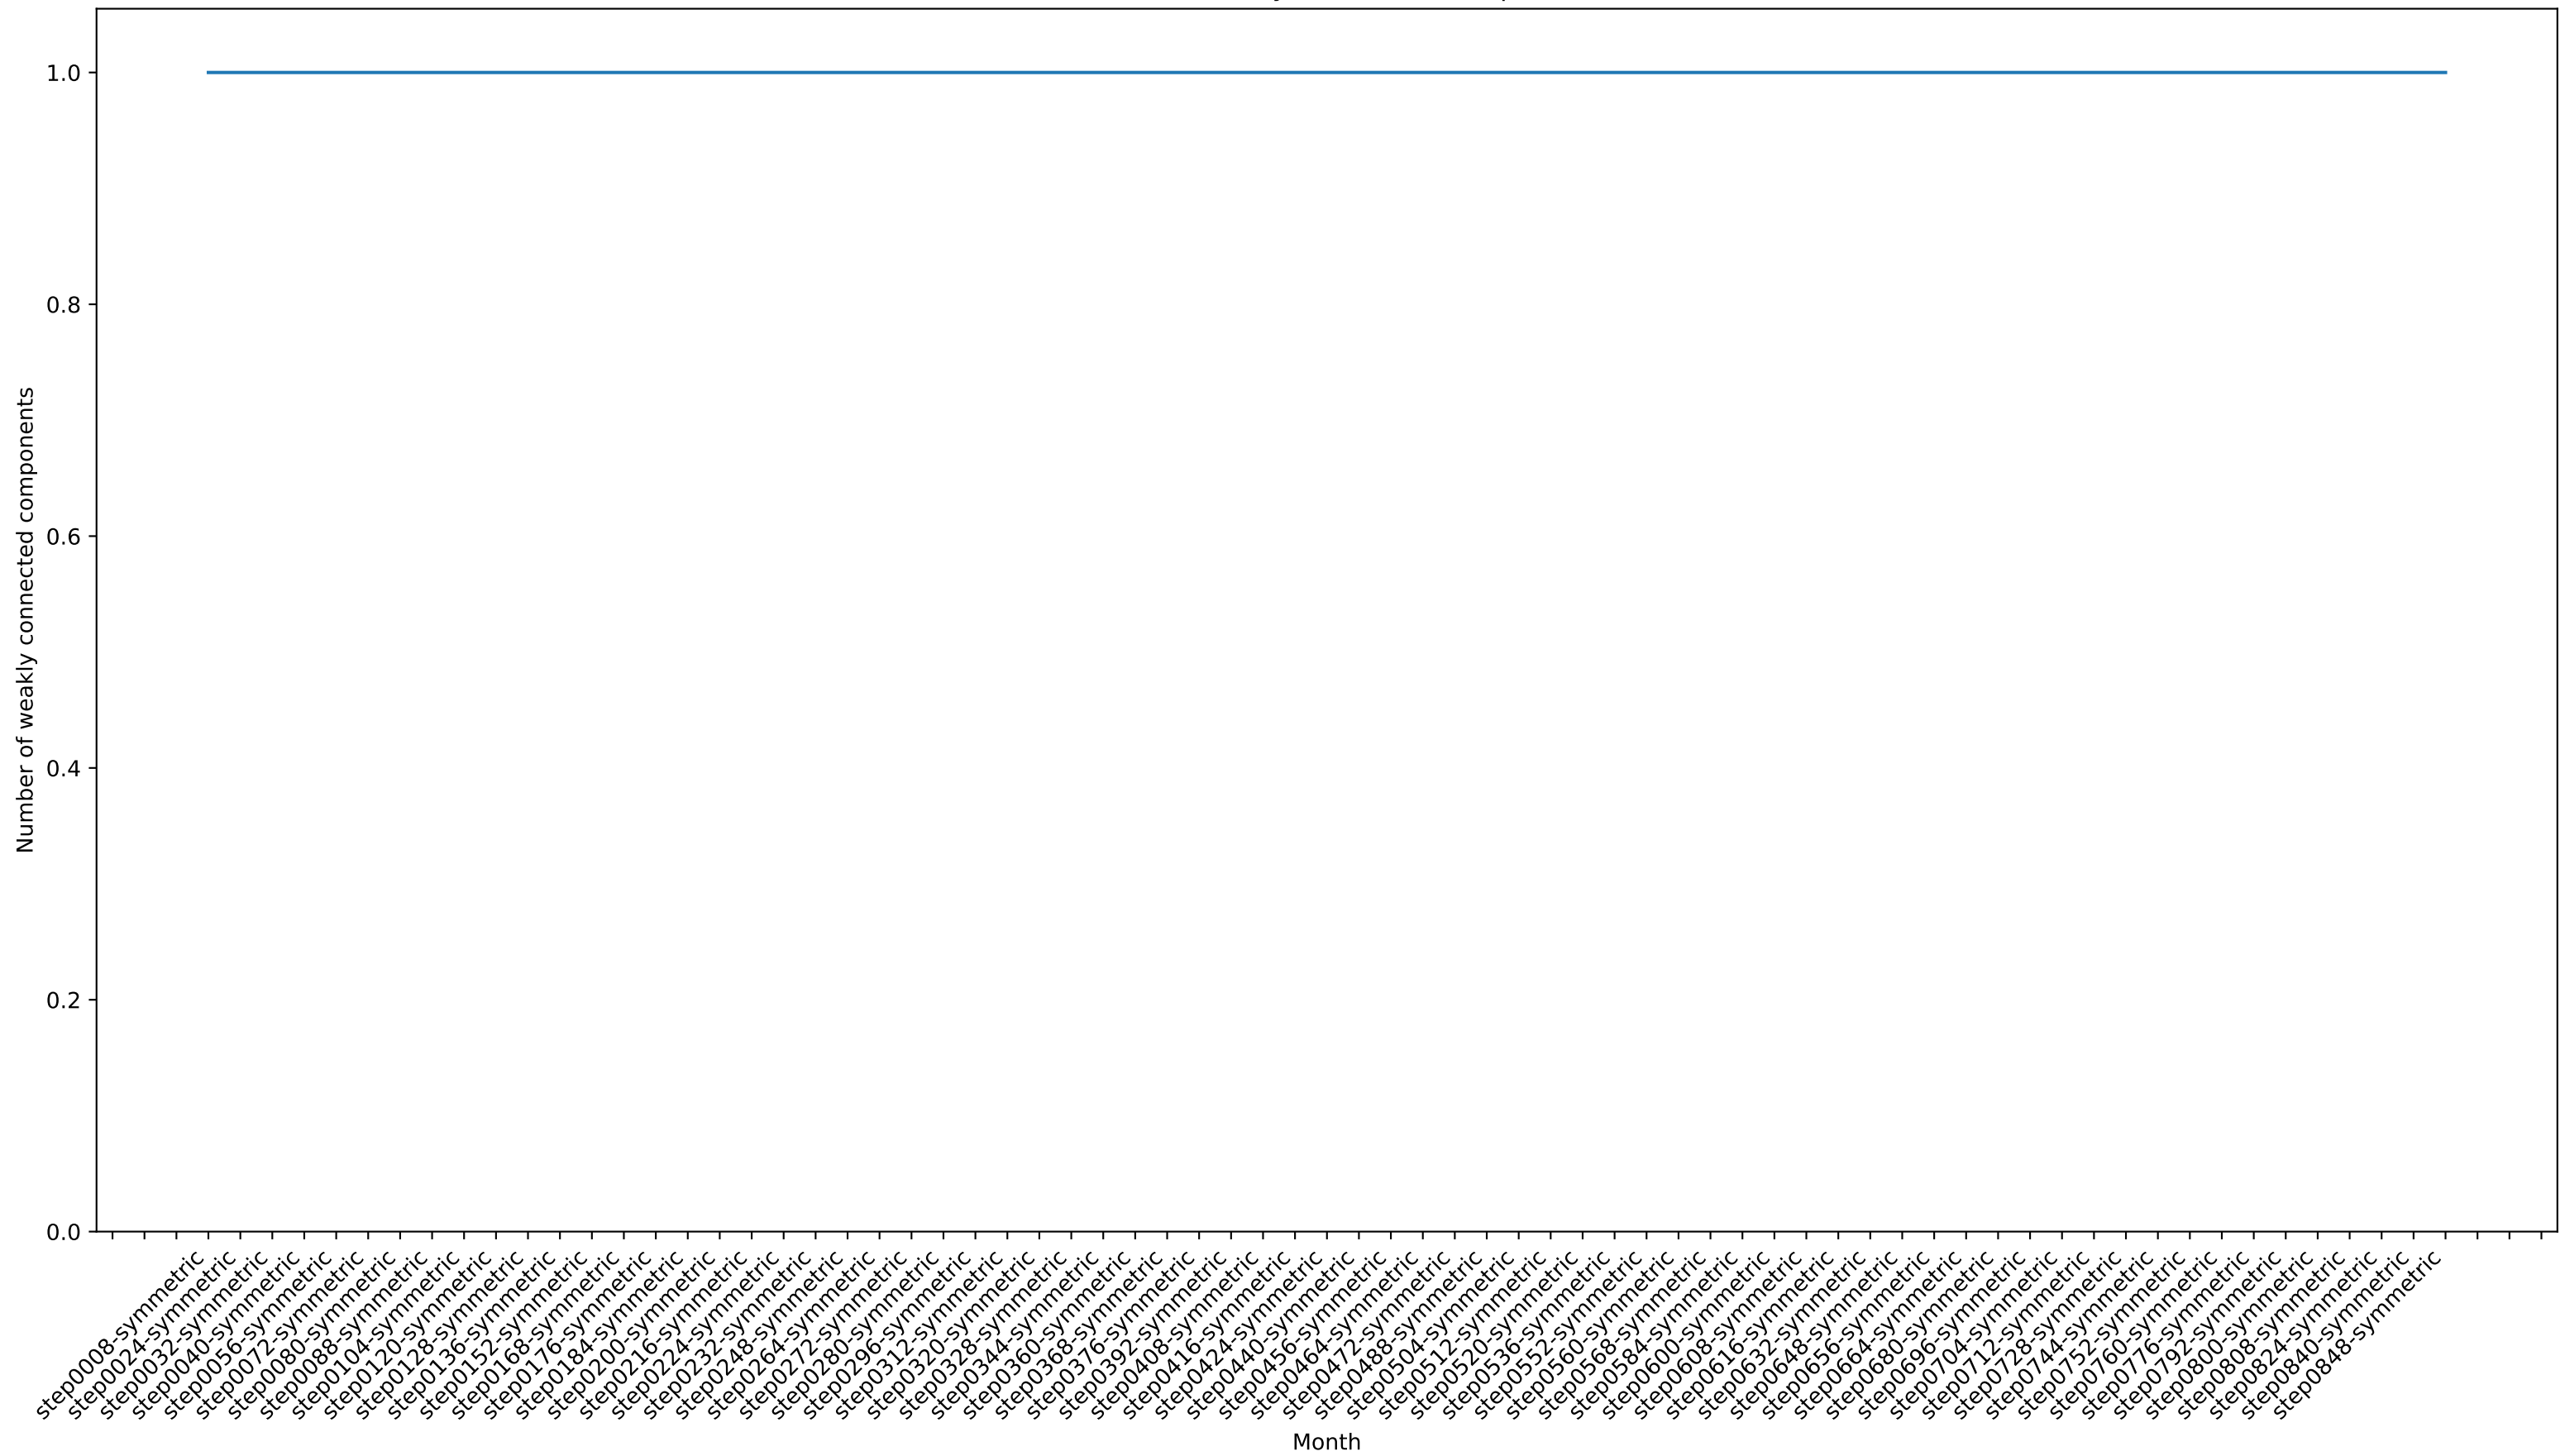 1.0
0.8
0.6
0.4
0.2
0.0
Number of weakly connected components
step0008-symmetric
step0024-symmetric
step0032-symmetric
step0040-symmetric
step0056-symmetric
step0072-symmetric
step0080-symmetric
step0088-symmetric
step0104-symmetric
step0120-symmetric
step0128-symmetric
step0136-symmetric
step0152-symmetric
step0168-symmetric
step0176-symmetric
step0184-symmetric
step0200-symmetric
step0216-symmetric
step0224-symmetric
step0232-symmetric
step0248-symmetric
step0264-symmetric
step0272-symmetric
step0280-symmetric
step0296-symmetric
step0312-symmetric
step0320-symmetric
step0328-symmetric
step0344-symmetric
step0360-symmetric
step0368-symmetric
step0376-symmetric
step0392-symmetric
step0408-symmetric
step0416-symmetric
step0424-symmetric
step0440-symmetric
step0456-symmetric
step0464-symmetric
step0472-symmetric
step0488-symmetric
step0504-symmetric
step0512-symmetric
step0520-symmetric
step0536-symmetric
step0552-symmetric
step0560-symmetric
step0568-symmetric
step0584-symmetric
step0600-symmetric
step0608-symmetric
step0616-symmetric
step0632-symmetric
step0648-symmetric
step0656-symmetric
step0664-symmetric
step0680-symmetric
step0696-symmetric
step0704-symmetric
step0712-symmetric
step0728-symmetric
step0744-symmetric
step0752-symmetric
step0760-symmetric
step0776-symmetric
step0792-symmetric
step0800-symmetric
step0808-symmetric
step0824-symmetric
step0840-symmetric
step0848-symmetric
Month